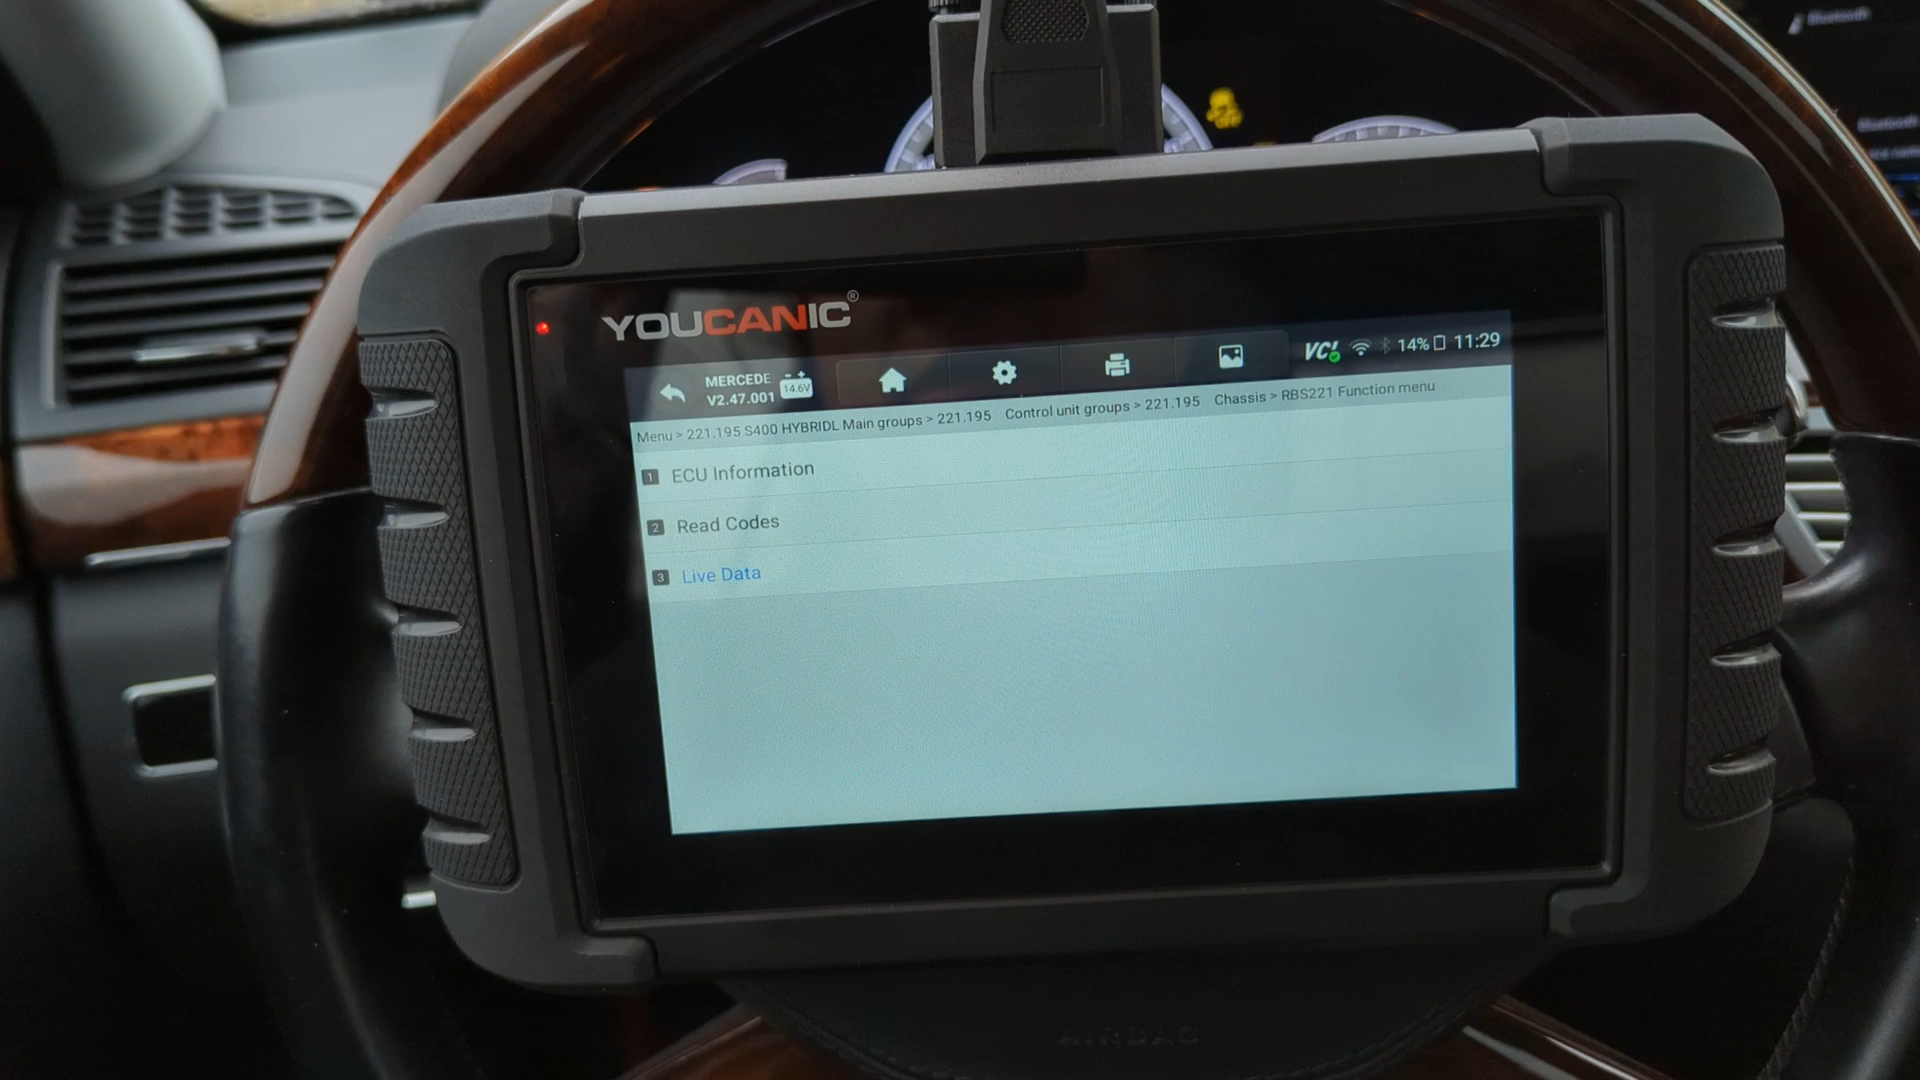 Bluetooth
YOUCANIC®
MERCEDE
V2.47.001
- +
14.6V
VCI
14%
11:29
Menu > 221.195 S400 HYBRIDL Main groups > 221.195 Control unit groups > 221.195 Chassis > RBS221 Function menu
1 ECU Information
2 Read Codes
3 Live Data
AIRBAG